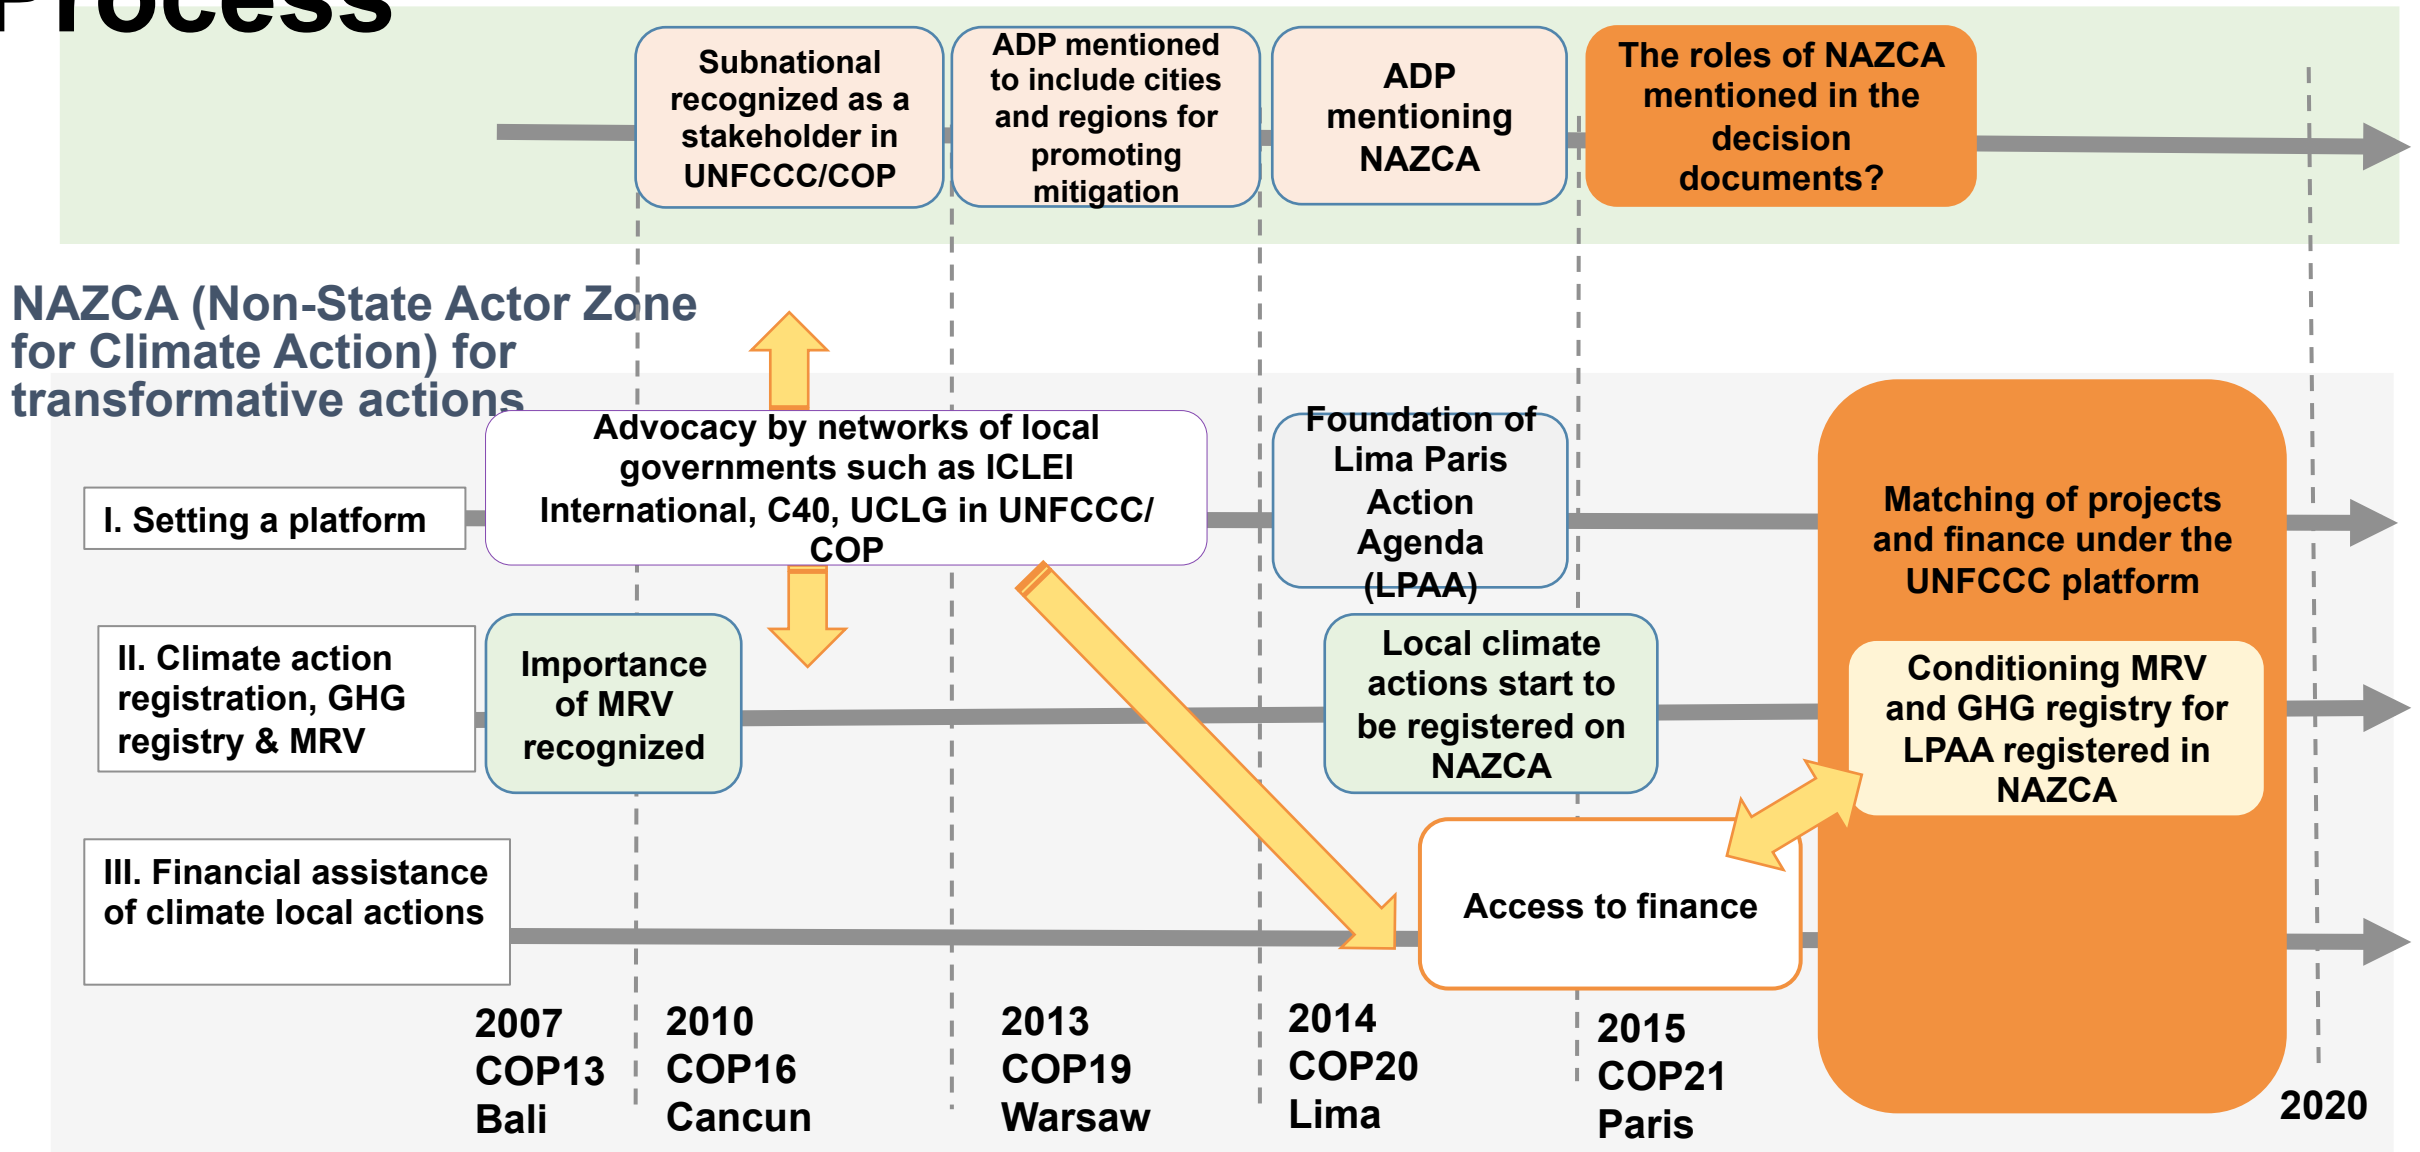 Process
Subnational
recognized as a
stakeholder in
UNFCCC/COP
ADP mentioned
to include cities
and regions for
promoting
mitigation
ADP
mentioning
NAZCA
The roles of NAZCA
mentioned in the
decision
documents?
NAZCA (Non-State Actor Zone
for Climate Action) for
transformative actions
I. Setting a platform
Advocacy by networks of local
governments such as ICLEI
International, C40, UCLG in UNFCCC/
COP
Foundation of
Lima Paris
Action
Agenda
(LPAA)
Matching of projects
and finance under the
UNFCCC platform
II. Climate action
registration, GHG
registry & MRV
Importance
of MRV
recognized
Local climate
actions start to
be registered on
NAZCA
Conditioning MRV
and GHG registry for
LPAA registered in
NAZCA
III. Financial assistance
of climate local actions
Access to finance
2007
COP13
Bali
2010
COP16
Cancun
2013
COP19
Warsaw
2014
COP20
Lima
2015
COP21
Paris
2020